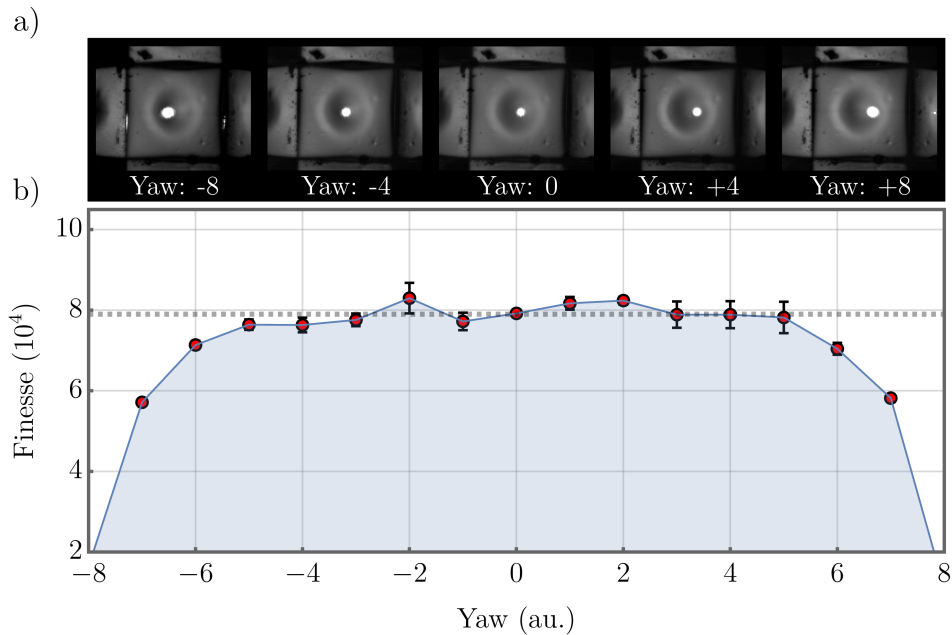 a)
Yaw: -8 Yaw: -4 Yaw: 0 Yaw: +4 Yaw: +8
b)
10
8
6
4
2
Finesse (10⁴)
−8 −6 −4 −2 0 2 4 6 8
Yaw (au.)